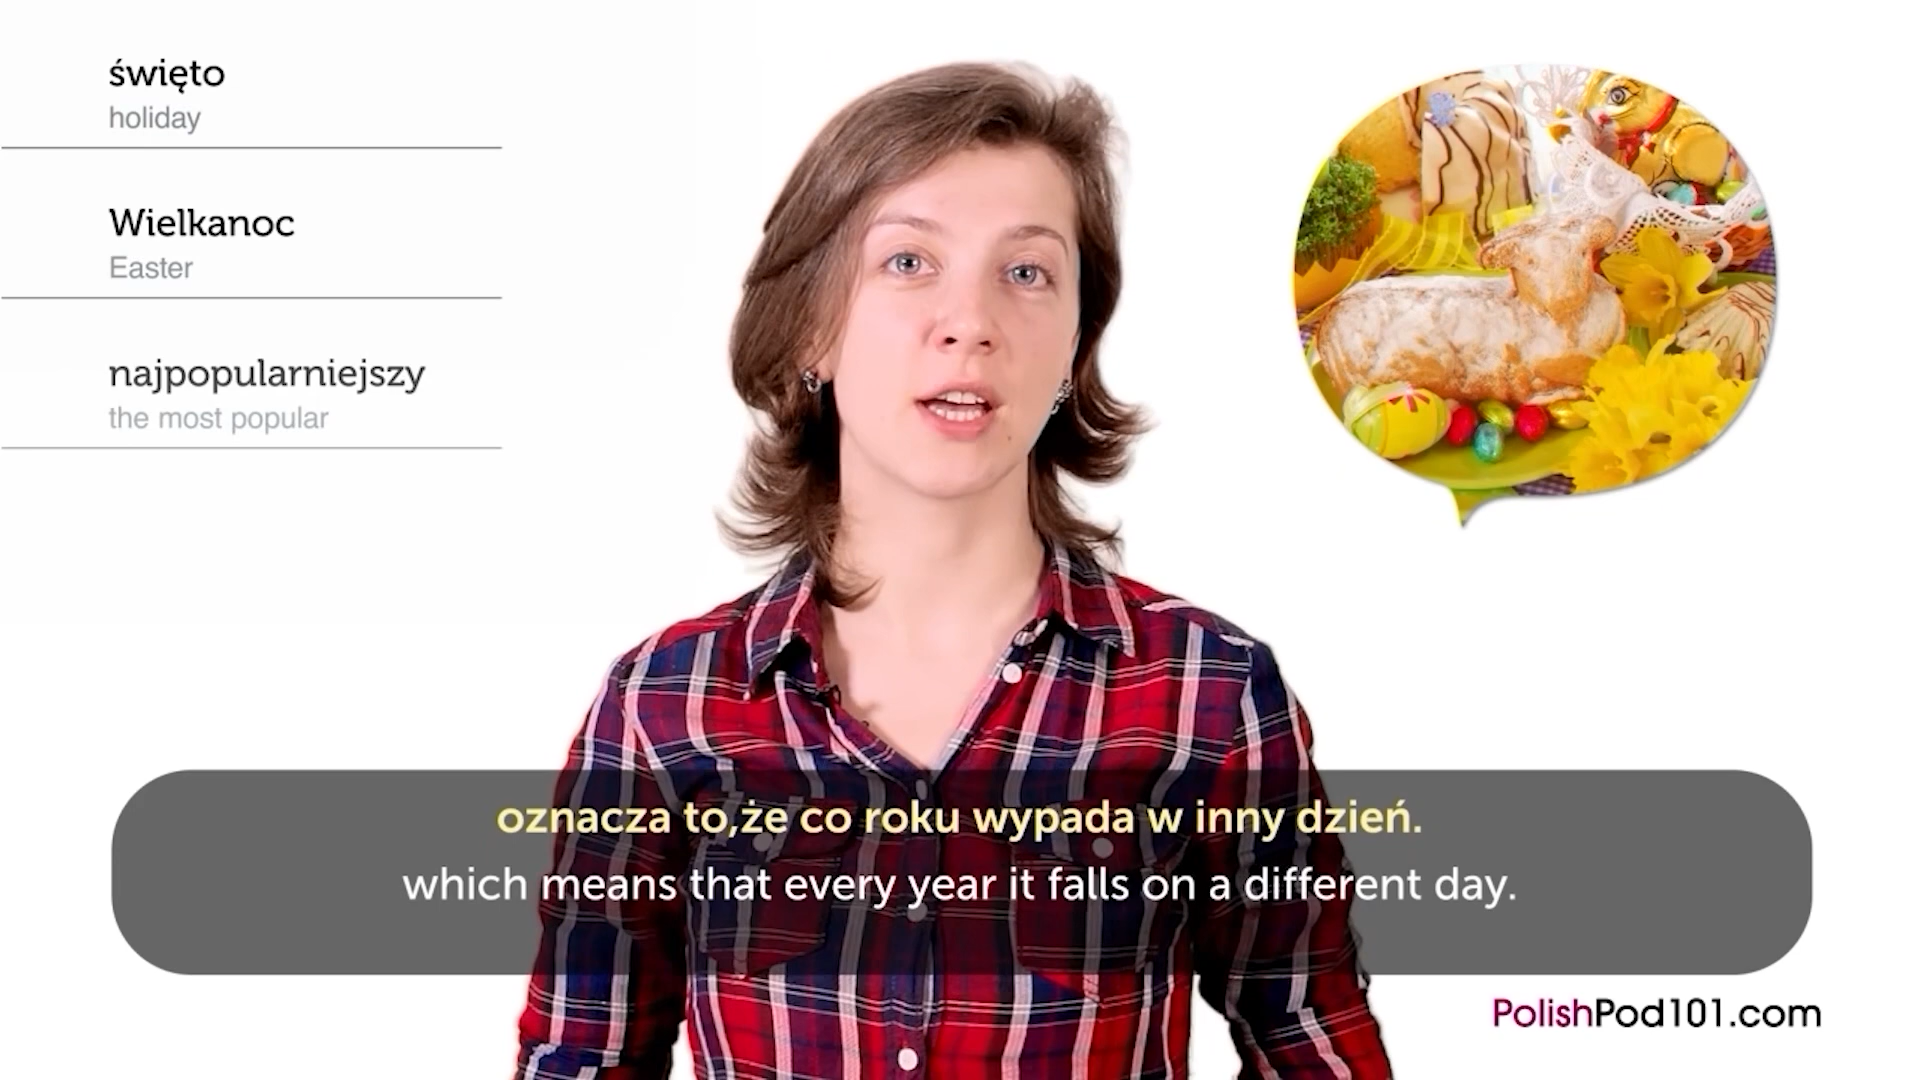 święto
holiday
Wielkanoc
Easter
najpopularniejszy
the most popular
oznacza to,że co roku wypada w inny dzień.
which means that every year it falls on a different day.
PolishPod101.com